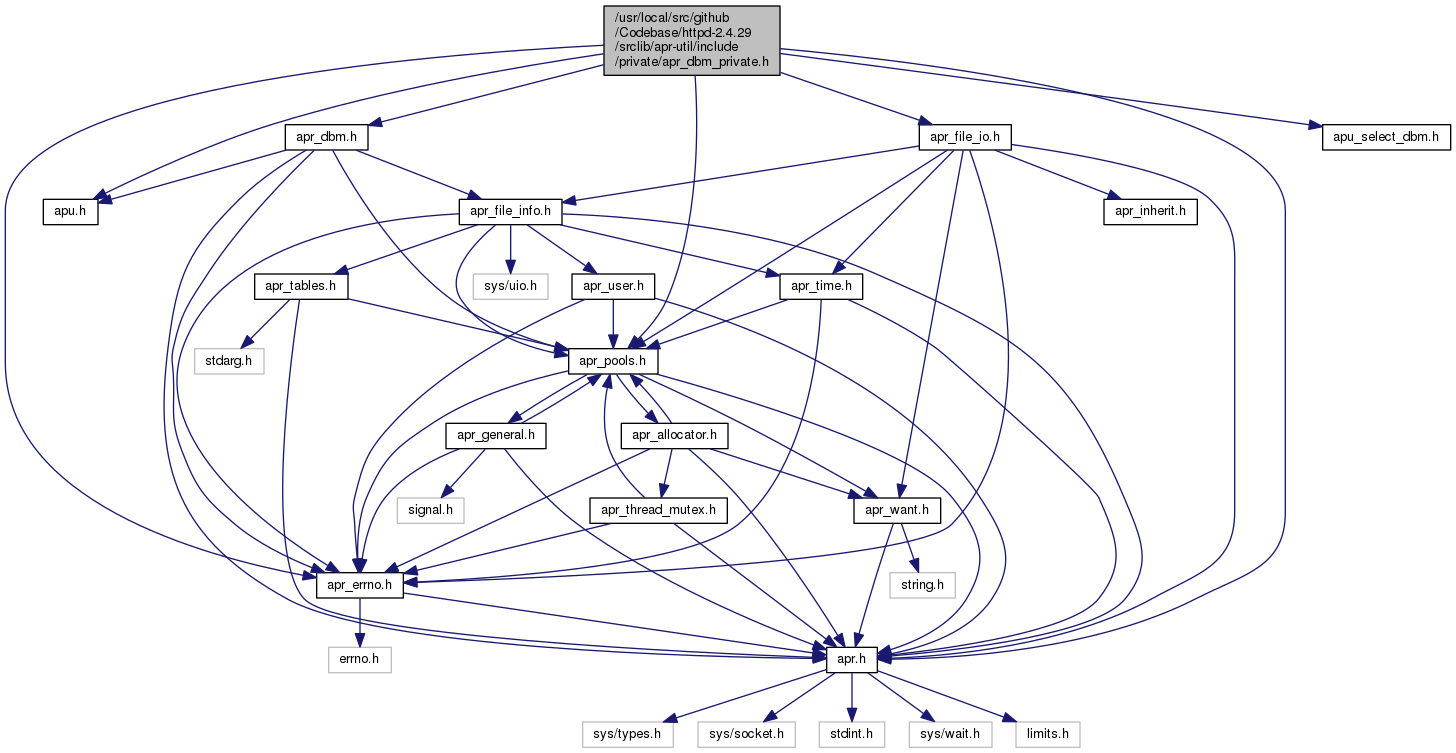 /usr/local/src/github
/Codebase/httpd-2.4.29
/srclib/apr-util/include
/private/apr_dbm_private.h
apr_dbm.h
apr_file_io.h
apu_select_dbm.h
apu.h
apr_file_info.h
apr_inherit.h
apr_tables.h
sys/uio.h
apr_user.h
apr_time.h
stdarg.h
apr_pools.h
apr_general.h
apr_allocator.h
signal.h
apr_thread_mutex.h
apr_want.h
apr_errno.h
string.h
errno.h
apr.h
sys/types.h
sys/socket.h
stdint.h
sys/wait.h
limits.h